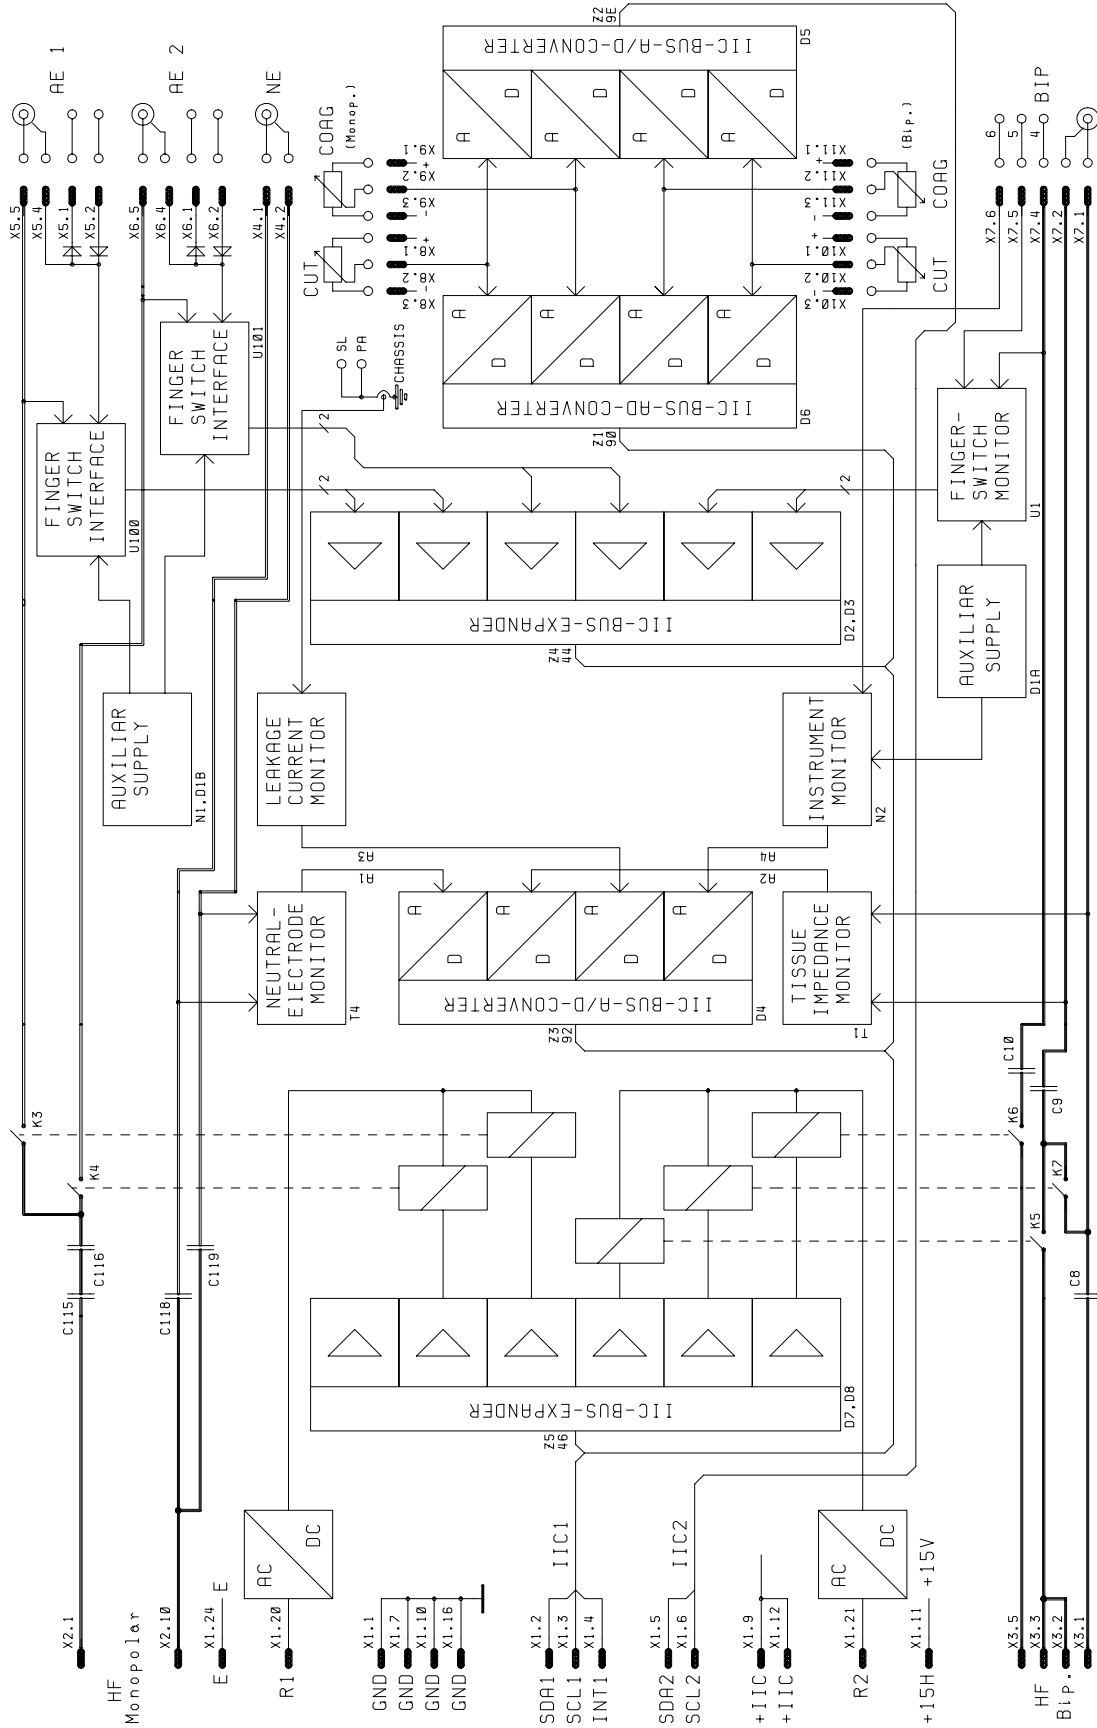 X5.5
X5.4
X5.1
X5.2
AE 1
X6.5
X6.4
X6.1
X6.2
AE 2
X4.1
X4.2
NE
FINGER
SWITCH
INTERFACE
U100
FINGER
SWITCH
INTERFACE
U101
AUXILIAR
SUPPLY
N1,D1B
K3
K4
C115
C116
C118
C119
X2.1
HF
Monopolar
X2.10
E
X1.24
E
R1
X1.20
AC
DC
GND
X1.1
GND
X1.7
GND
X1.10
GND
X1.16
SDA1
X1.2
SCL1
X1.3
INT1
X1.4
IIC1
SDA2
X1.5
SCL2
X1.6
IIC2
+IIC
X1.9
+IIC
X1.12
R2
X1.21
AC
DC
+15H
X1.11
+15V
X3.5
HF
X3.3
Bip.
X3.2
X3.1
IIC-BUS-EXPANDER
Z5
46
D7,D8
K5
K6
K7
C8
C9
C10
NEUTRAL-
ELECTRODE
MONITOR
T4
A1
IIC-BUS-A/D-CONVERTER
A
D
A
D
A
D
A
D
Z3
92
D4
TISSUE
IMPEDANCE
MONITOR
T1
A2
LEAKAGE
CURRENT
MONITOR
A3
INSTRUMENT
MONITOR
N2
A4
IIC-BUS-EXPANDER
Z4
44
D2,D3
2
2
2
AUXILIAR
SUPPLY
D1A
FINGER-
SWITCH
MONITOR
U1
SL
PA
CHASSIS
IIC-BUS-AD-CONVERTER
A
D
A
D
A
D
A
D
Z1
90
D6
CUT
X8.3
-
X8.2
X8.1
+
COAG
(Monop.)
X9.3
-
X9.2
X9.1
+
CUT
X10.3
-
X10.2
X10.1
+
COAG
(Bip.)
X11.3
-
X11.2
X11.1
+
IIC-BUS-A/D-CONVERTER
A
D
A
D
A
D
A
D
Z2
9E
D5
X7.6
X7.5
X7.4
X7.2
X7.1
6
5
4
BIP